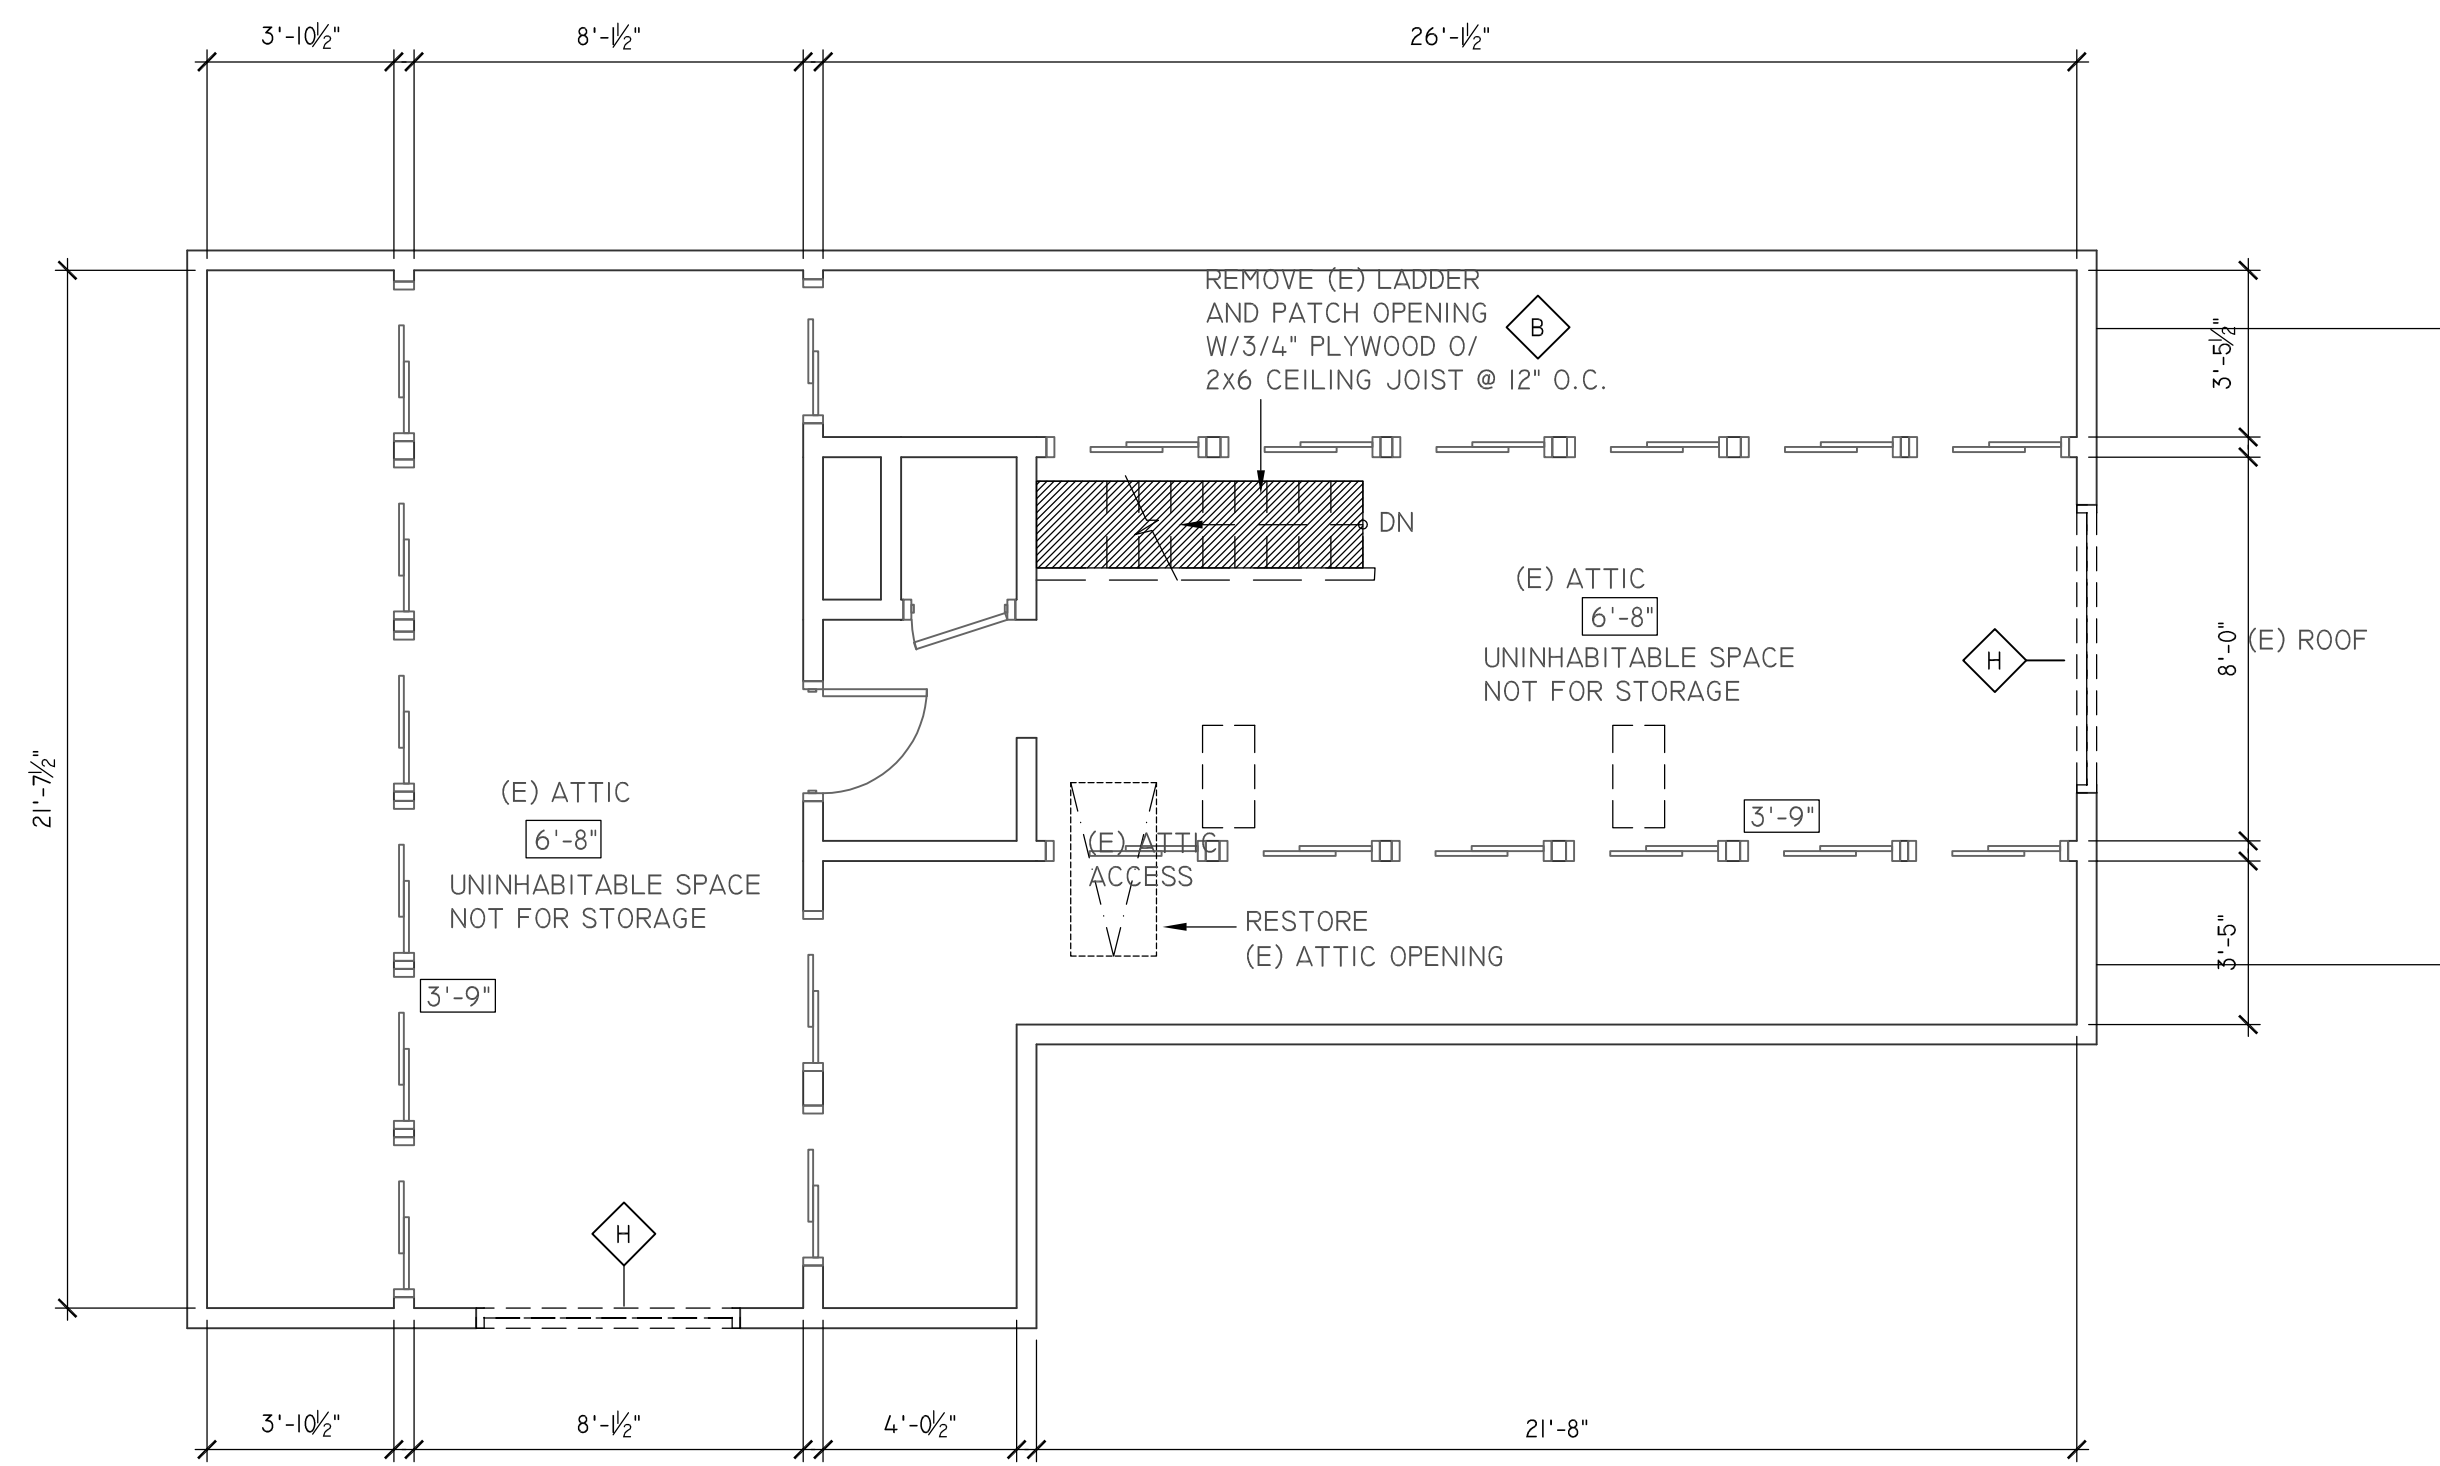 3'-10½"
8'-1½"
26'-1½"
REMOVE (E) LADDER
AND PATCH OPENING
W/3/4" PLYWOOD O/
2x6 CEILING JOIST @ 12" O.C.
B
3'-5½"
DN
(E) ATTIC
6'-8"
UNINHABITABLE SPACE
NOT FOR STORAGE
H
8'-0"
(E) ROOF
21'-7½"
(E) ATTIC
6'-8"
UNINHABITABLE SPACE
NOT FOR STORAGE
3'-9"
(E) ATTIC
ACCESS
3'-9"
RESTORE
(E) ATTIC OPENING
3'-5"
H
3'-10½"
8'-1½"
4'-0½"
21'-8"